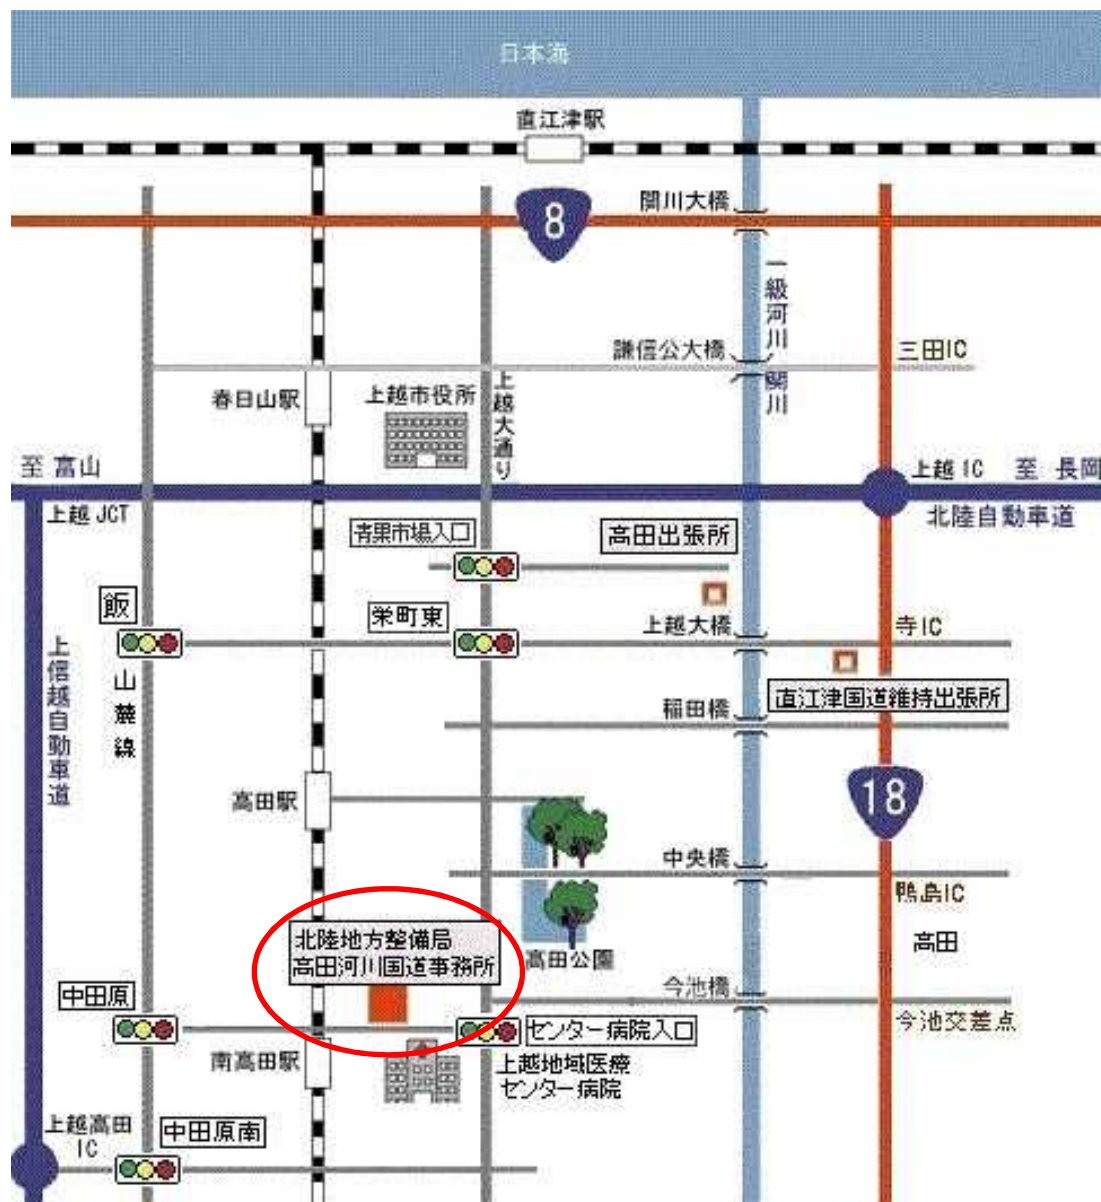 日本海
直江津駅
8
関川大橋
一級河川 関川
謙信公大橋
三田IC
春日山駅
上越市役所
上越大通り
至 富山
上越 IC 至 長岡
上越 JCT
北陸自動車道
青果市場入口
高田出張所
飯
栄町東
上越大橋
寺IC
上信越自動車道
山麓線
直江津国道維持出張所
稲田橋
高田駅
18
中央橋
鴨島IC
北陸地方整備局
高田河川国道事務所
高田公園
高田
中田原
今池橋
今池交差点
センター病院入口
南高田駅
上越地域医療
センター病院
上越高田
IC
中田原南